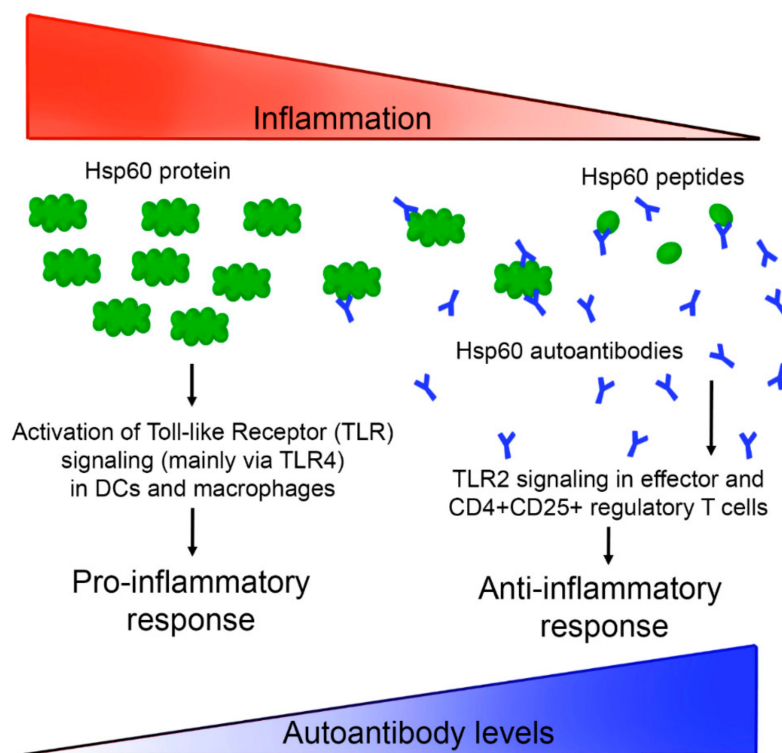 Inflammation
Hsp60 protein
Hsp60 peptides
Hsp60 autoantibodies
Activation of Toll-like Receptor (TLR)
signaling (mainly via TLR4)
in DCs and macrophages
TLR2 signaling in effector and
CD4+CD25+ regulatory T cells
Pro-inflammatory
response
Anti-inflammatory
response
Autoantibody levels